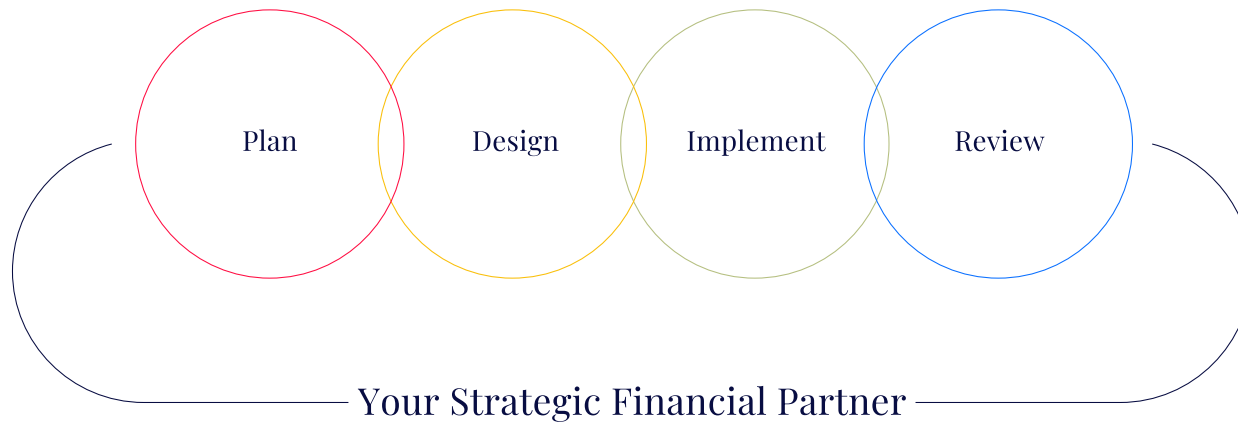 Plan
Design
Implement
Review
Your Strategic Financial Partner